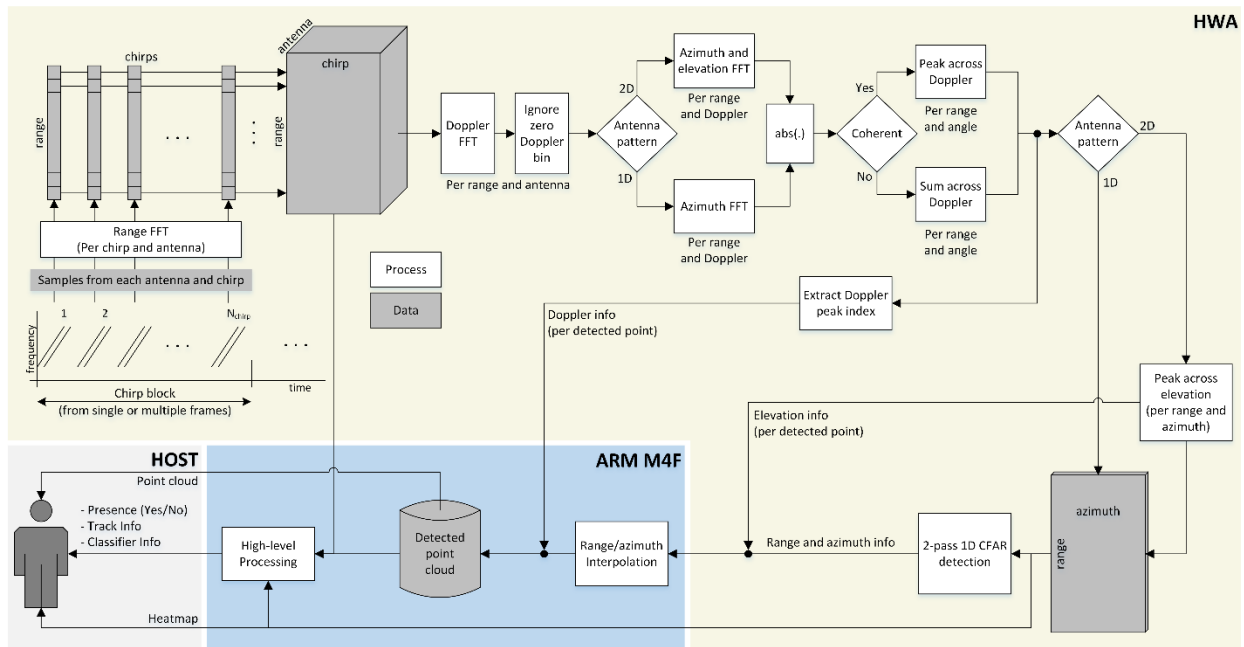 HWA
antenna
chirps
chirp
range
. . .
range
Range FFT
(Per chirp and antenna)
Samples from each antenna and chirp
1
2
Nchirp
. . .
. . .
frequency
time
Chirp block
(from single or multiple frames)
Process
Data
Doppler
FFT
Ignore
zero
Doppler
bin
Per range and antenna
2D
Antenna
pattern
1D
Azimuth and
elevation FFT
Per range
and Doppler
Azimuth FFT
Per range
and Doppler
abs(.)
Yes
Coherent
No
Peak across
Doppler
Per range
and angle
Sum across
Doppler
Per range
and angle
Antenna
pattern
2D
1D
Extract Doppler
peak index
Doppler info
(per detected point)
Peak across
elevation
(per range and
azimuth)
Elevation info
(per detected point)
azimuth
range
2-pass 1D CFAR
detection
Range and azimuth info
ARM M4F
Range/azimuth
Interpolation
Detected
point
cloud
High-level
Processing
HOST
Point cloud
- Presence (Yes/No)
- Track Info
- Classifier Info
Heatmap